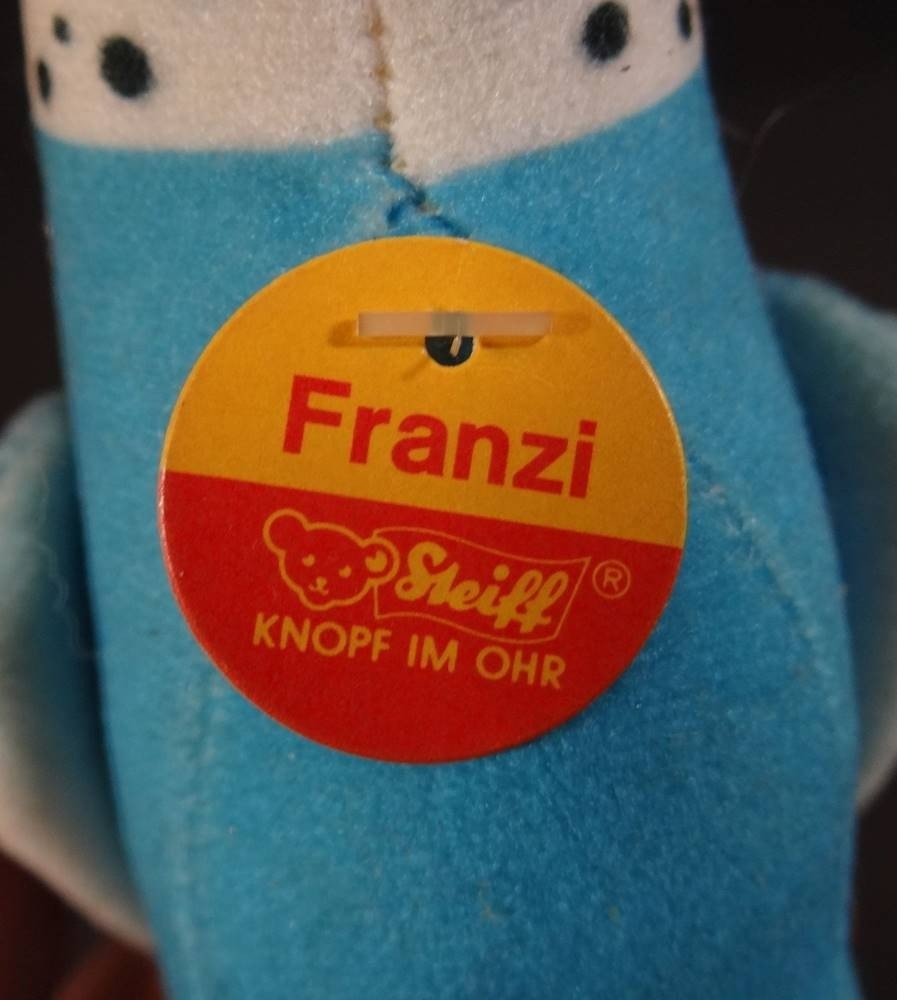 Franzi
Steiff ®
KNOPF IM OHR